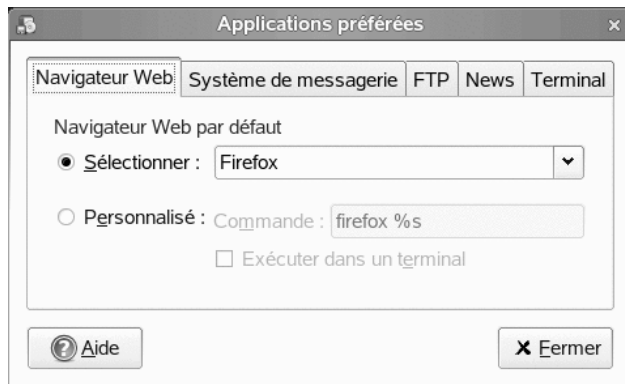 Applications préférées
Navigateur Web Système de messagerie FTP News Terminal
Navigateur Web par défaut
Sélectionner : Firefox
Personnalisé : Commande : firefox %s
Exécuter dans un terminal
Aide Fermer